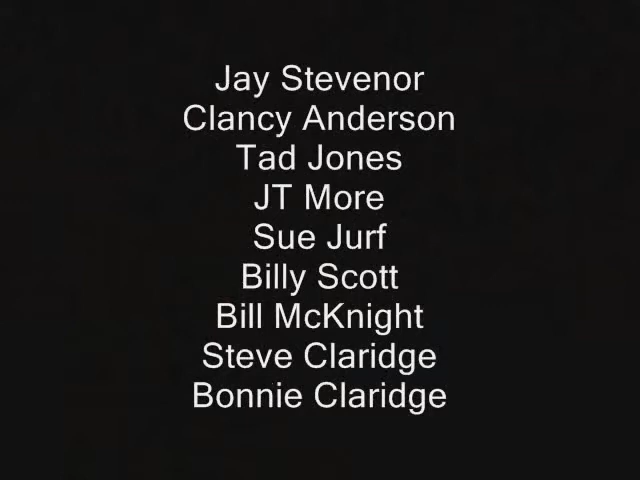 Jay Stevenor
Clancy Anderson
Tad Jones
JT More
Sue Jurf
Billy Scott
Bill McKnight
Steve Claridge
Bonnie Claridge